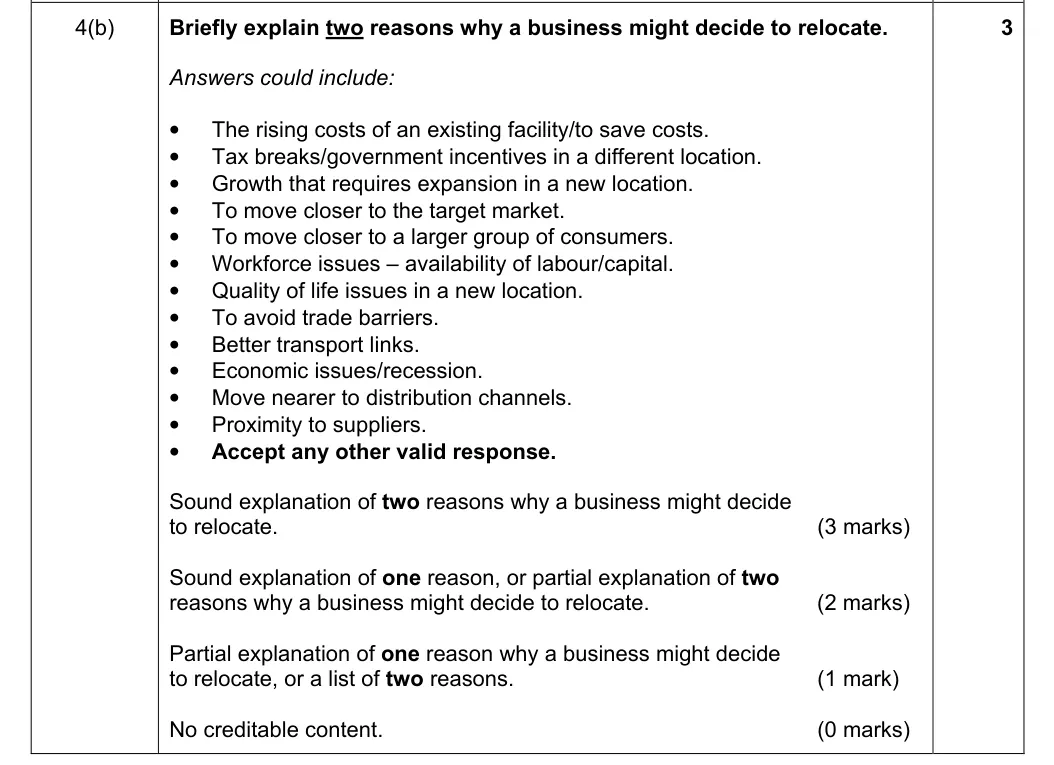 4(b) Briefly explain two reasons why a business might decide to relocate. 3
Answers could include:
• The rising costs of an existing facility/to save costs.
• Tax breaks/government incentives in a different location.
• Growth that requires expansion in a new location.
• To move closer to the target market.
• To move closer to a larger group of consumers.
• Workforce issues – availability of labour/capital.
• Quality of life issues in a new location.
• To avoid trade barriers.
• Better transport links.
• Economic issues/recession.
• Move nearer to distribution channels.
• Proximity to suppliers.
• Accept any other valid response.
Sound explanation of two reasons why a business might decide
to relocate. (3 marks)
Sound explanation of one reason, or partial explanation of two
reasons why a business might decide to relocate. (2 marks)
Partial explanation of one reason why a business might decide
to relocate, or a list of two reasons. (1 mark)
No creditable content. (0 marks)